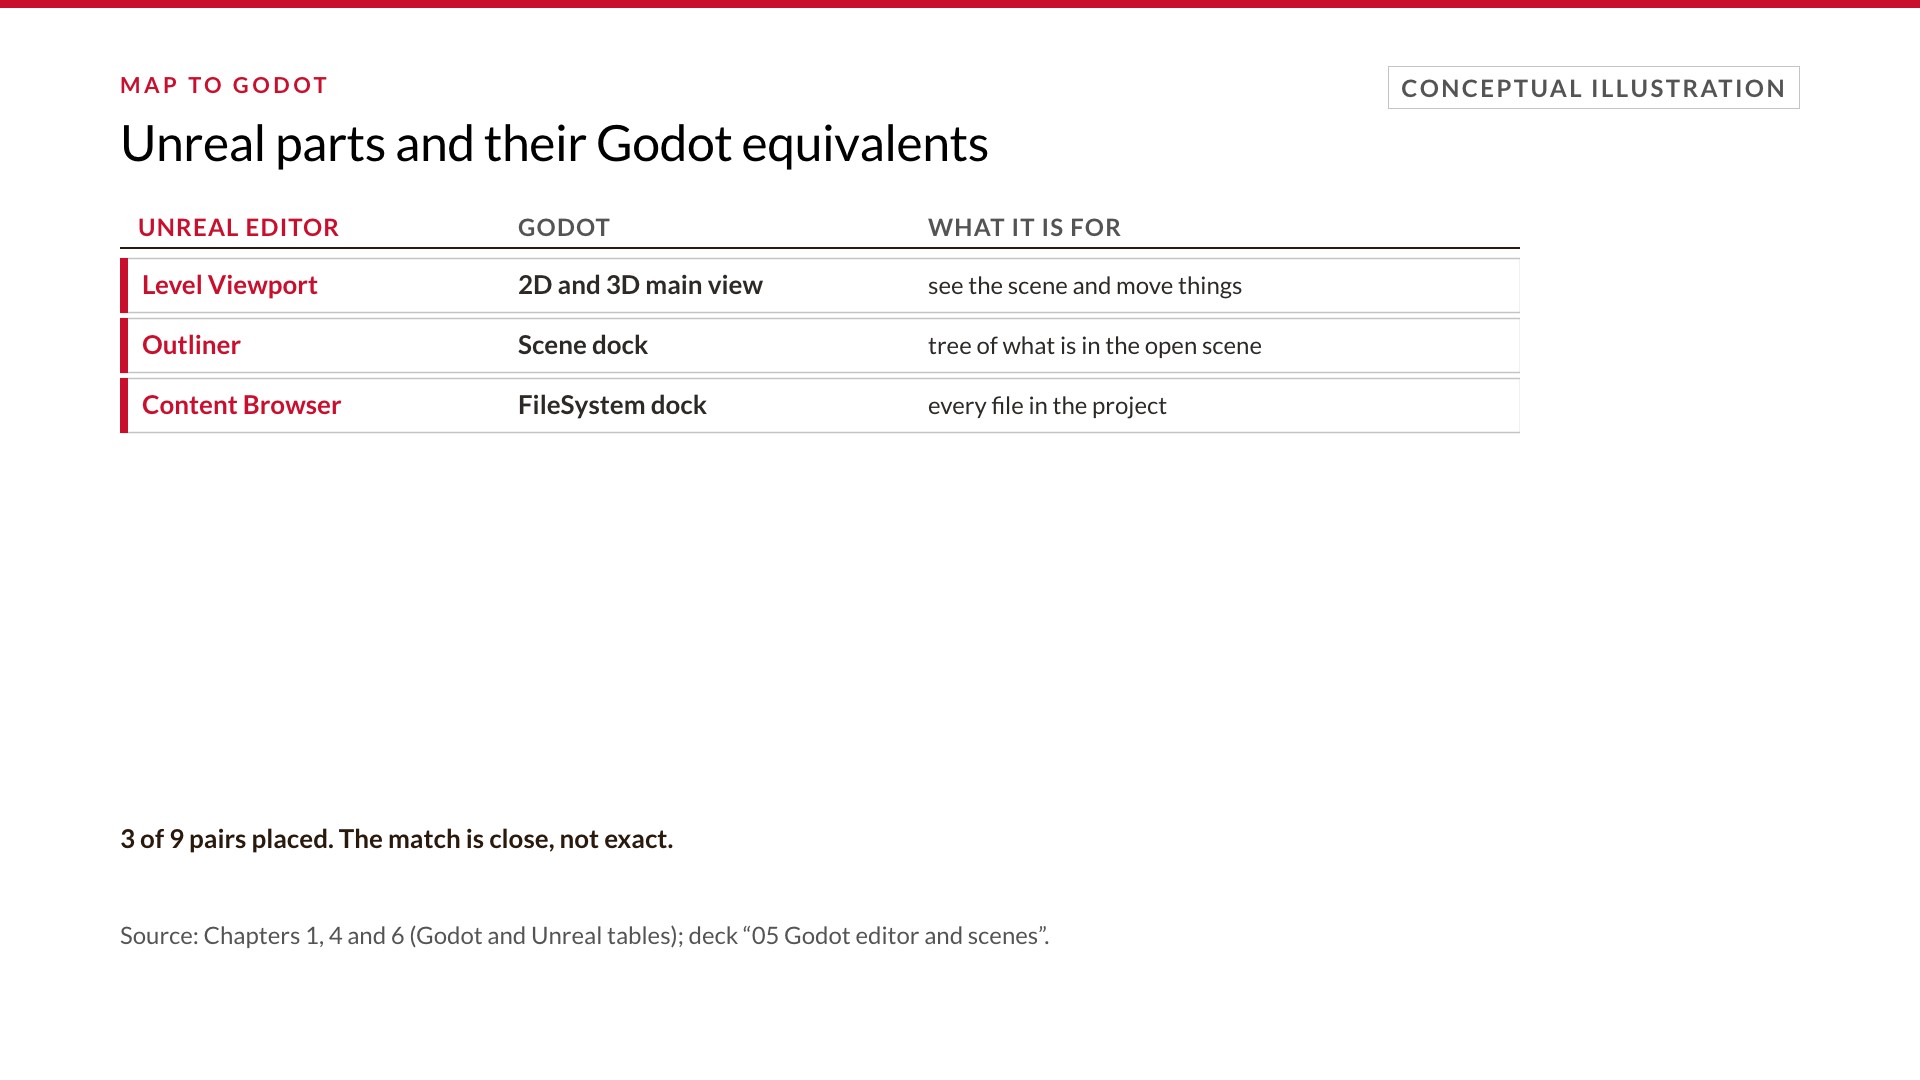 MAP TO GODOT
CONCEPTUAL ILLUSTRATION
Unreal parts and their Godot equivalents
UNREAL EDITOR GODOT WHAT IT IS FOR
Level Viewport 2D and 3D main view see the scene and move things
Outliner Scene dock tree of what is in the open scene
Content Browser FileSystem dock every file in the project
3 of 9 pairs placed. The match is close, not exact.
Source: Chapters 1, 4 and 6 (Godot and Unreal tables); deck “05 Godot editor and scenes”.